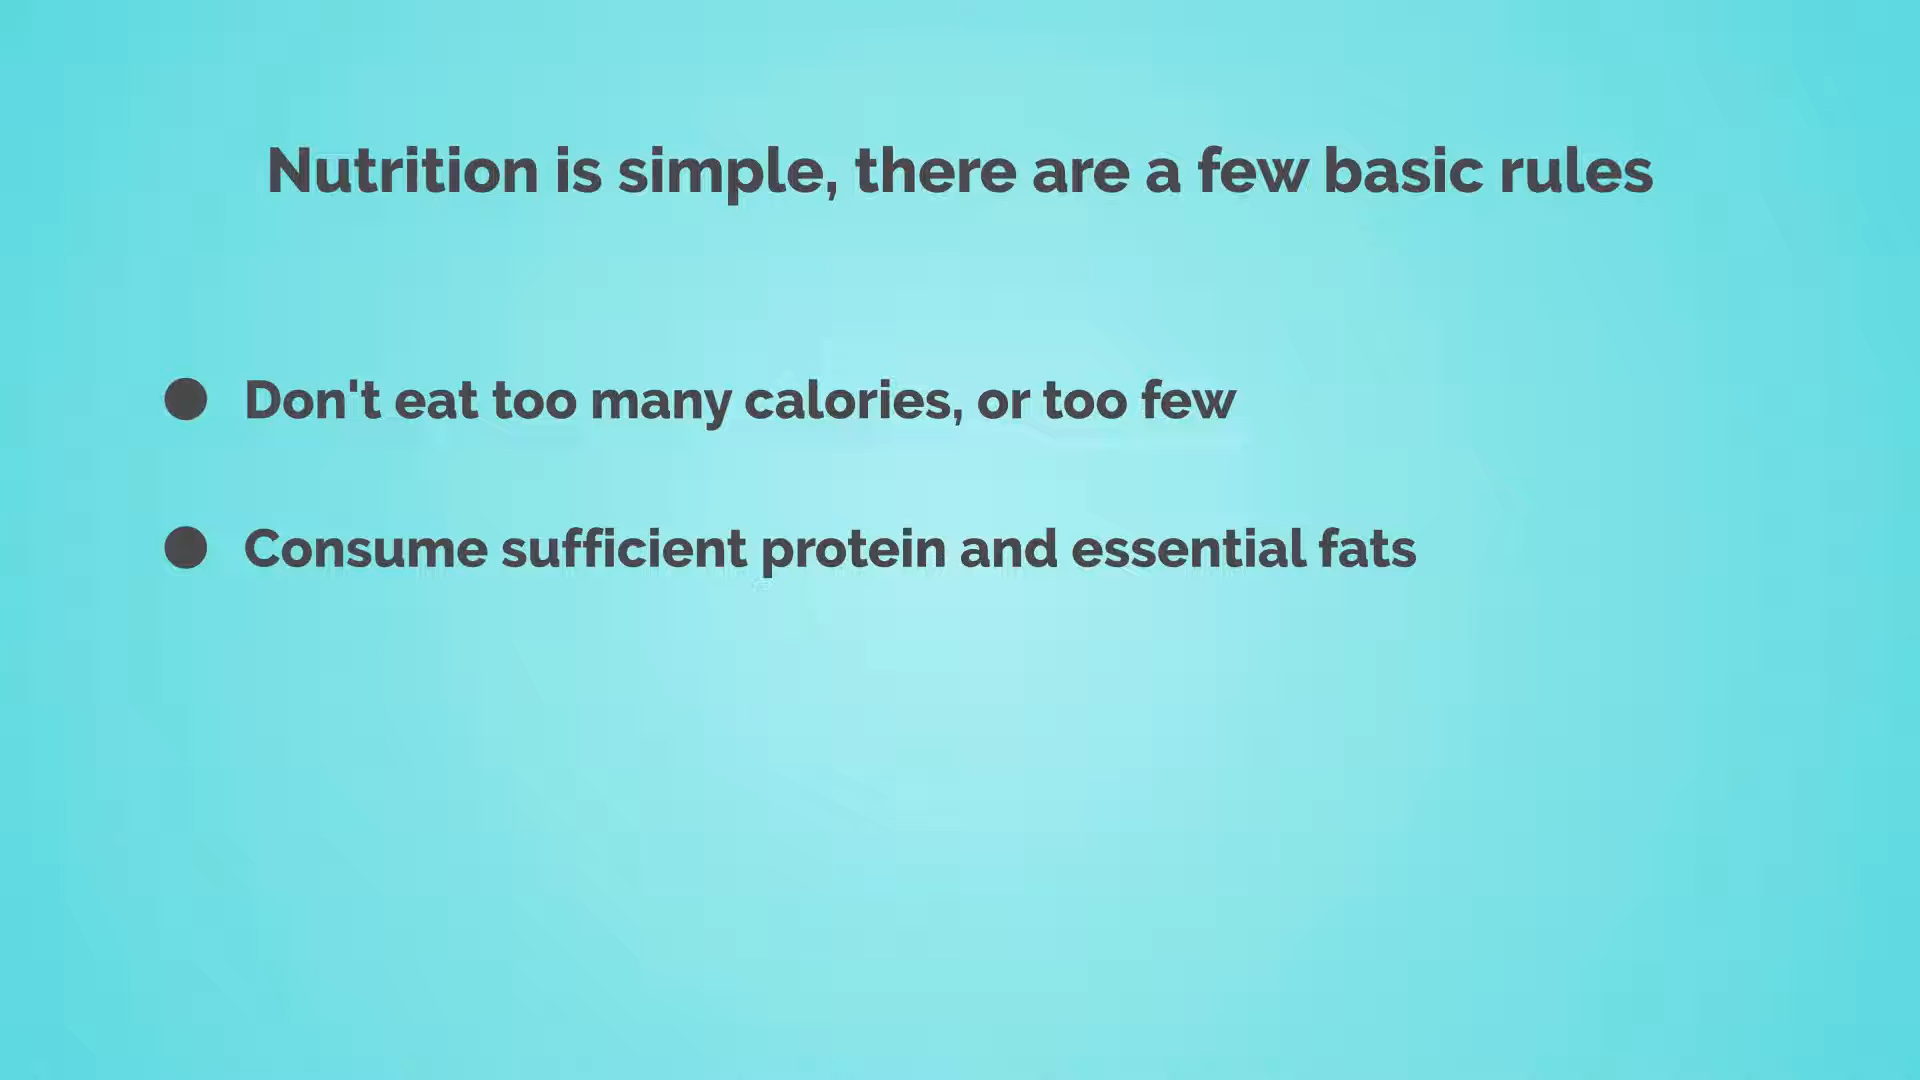 Nutrition is simple, there are a few basic rules
Don't eat too many calories, or too few
Consume sufficient protein and essential fats